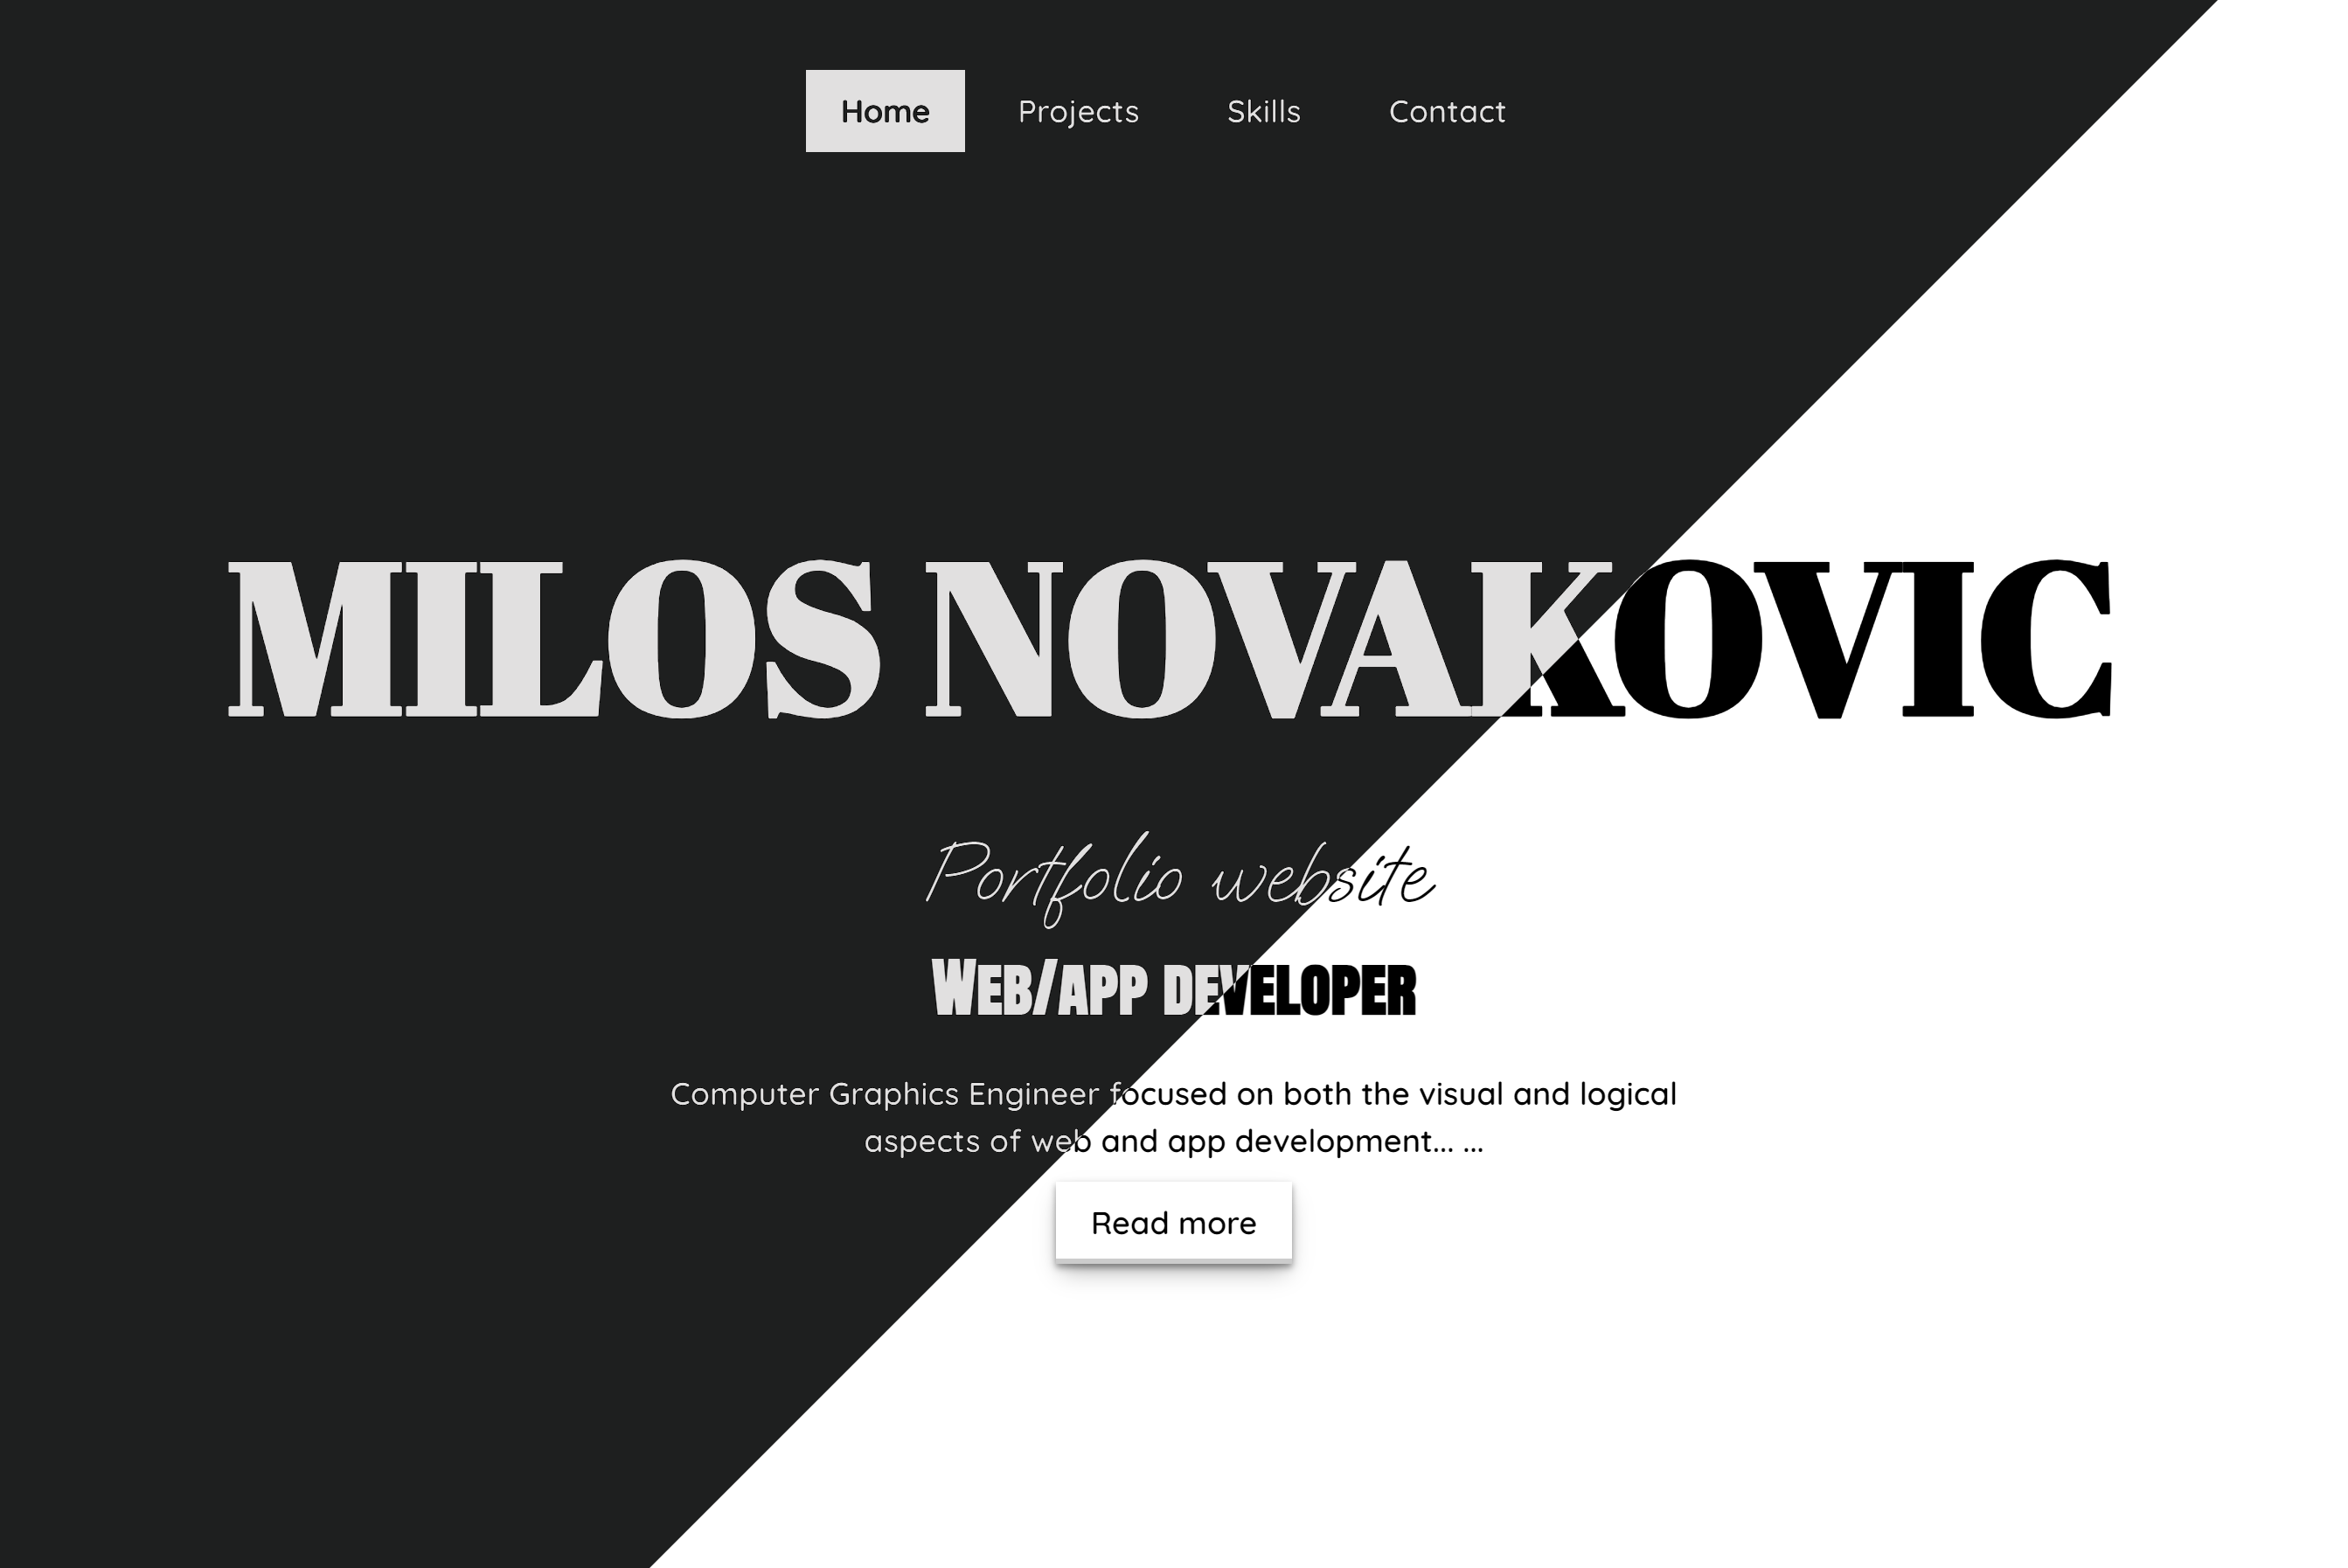 Home Projects Skills Contact
MILOS NOVAKOVIC
Portfolio website
WEB/APP DEVELOPER
Computer Graphics Engineer focused on both the visual and logical
aspects of web and app development... ...
Read more